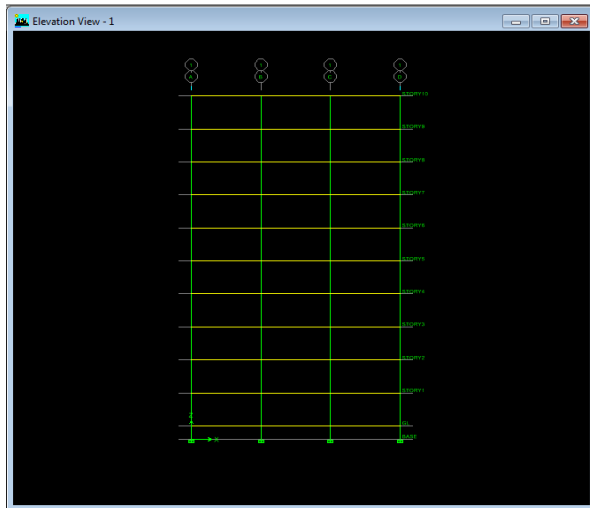 Elevation View - 1
1 1 1 1
A B C D
STORY10
STORY9
STORY8
STORY7
STORY6
STORY5
STORY4
STORY3
STORY2
STORY1
Z
GL
X
BASE